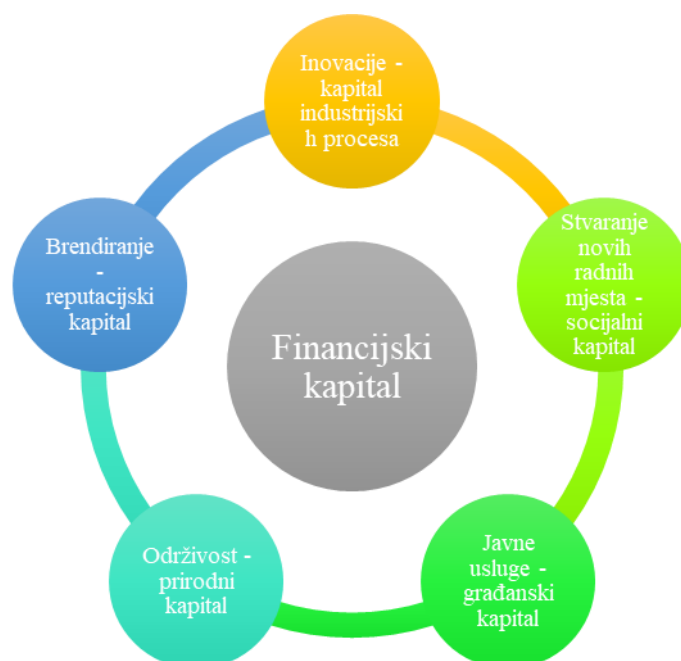 Inovacije -
kapital
industrijski
h procesa
Stvaranje
novih
radnih
mjesta -
socijalni
kapital
Javne
usluge -
građanski
kapital
Održivost -
prirodni
kapital
Brendiranje
-
reputacijski
kapital
Financijski
kapital